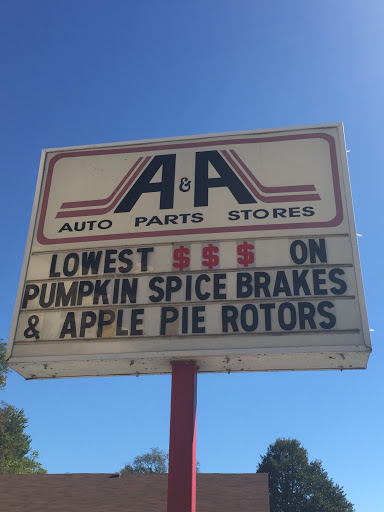 A&A
AUTO PARTS STORES
LOWEST $ $ $ ON
PUMPKIN SPICE BRAKES
& APPLE PIE ROTORS